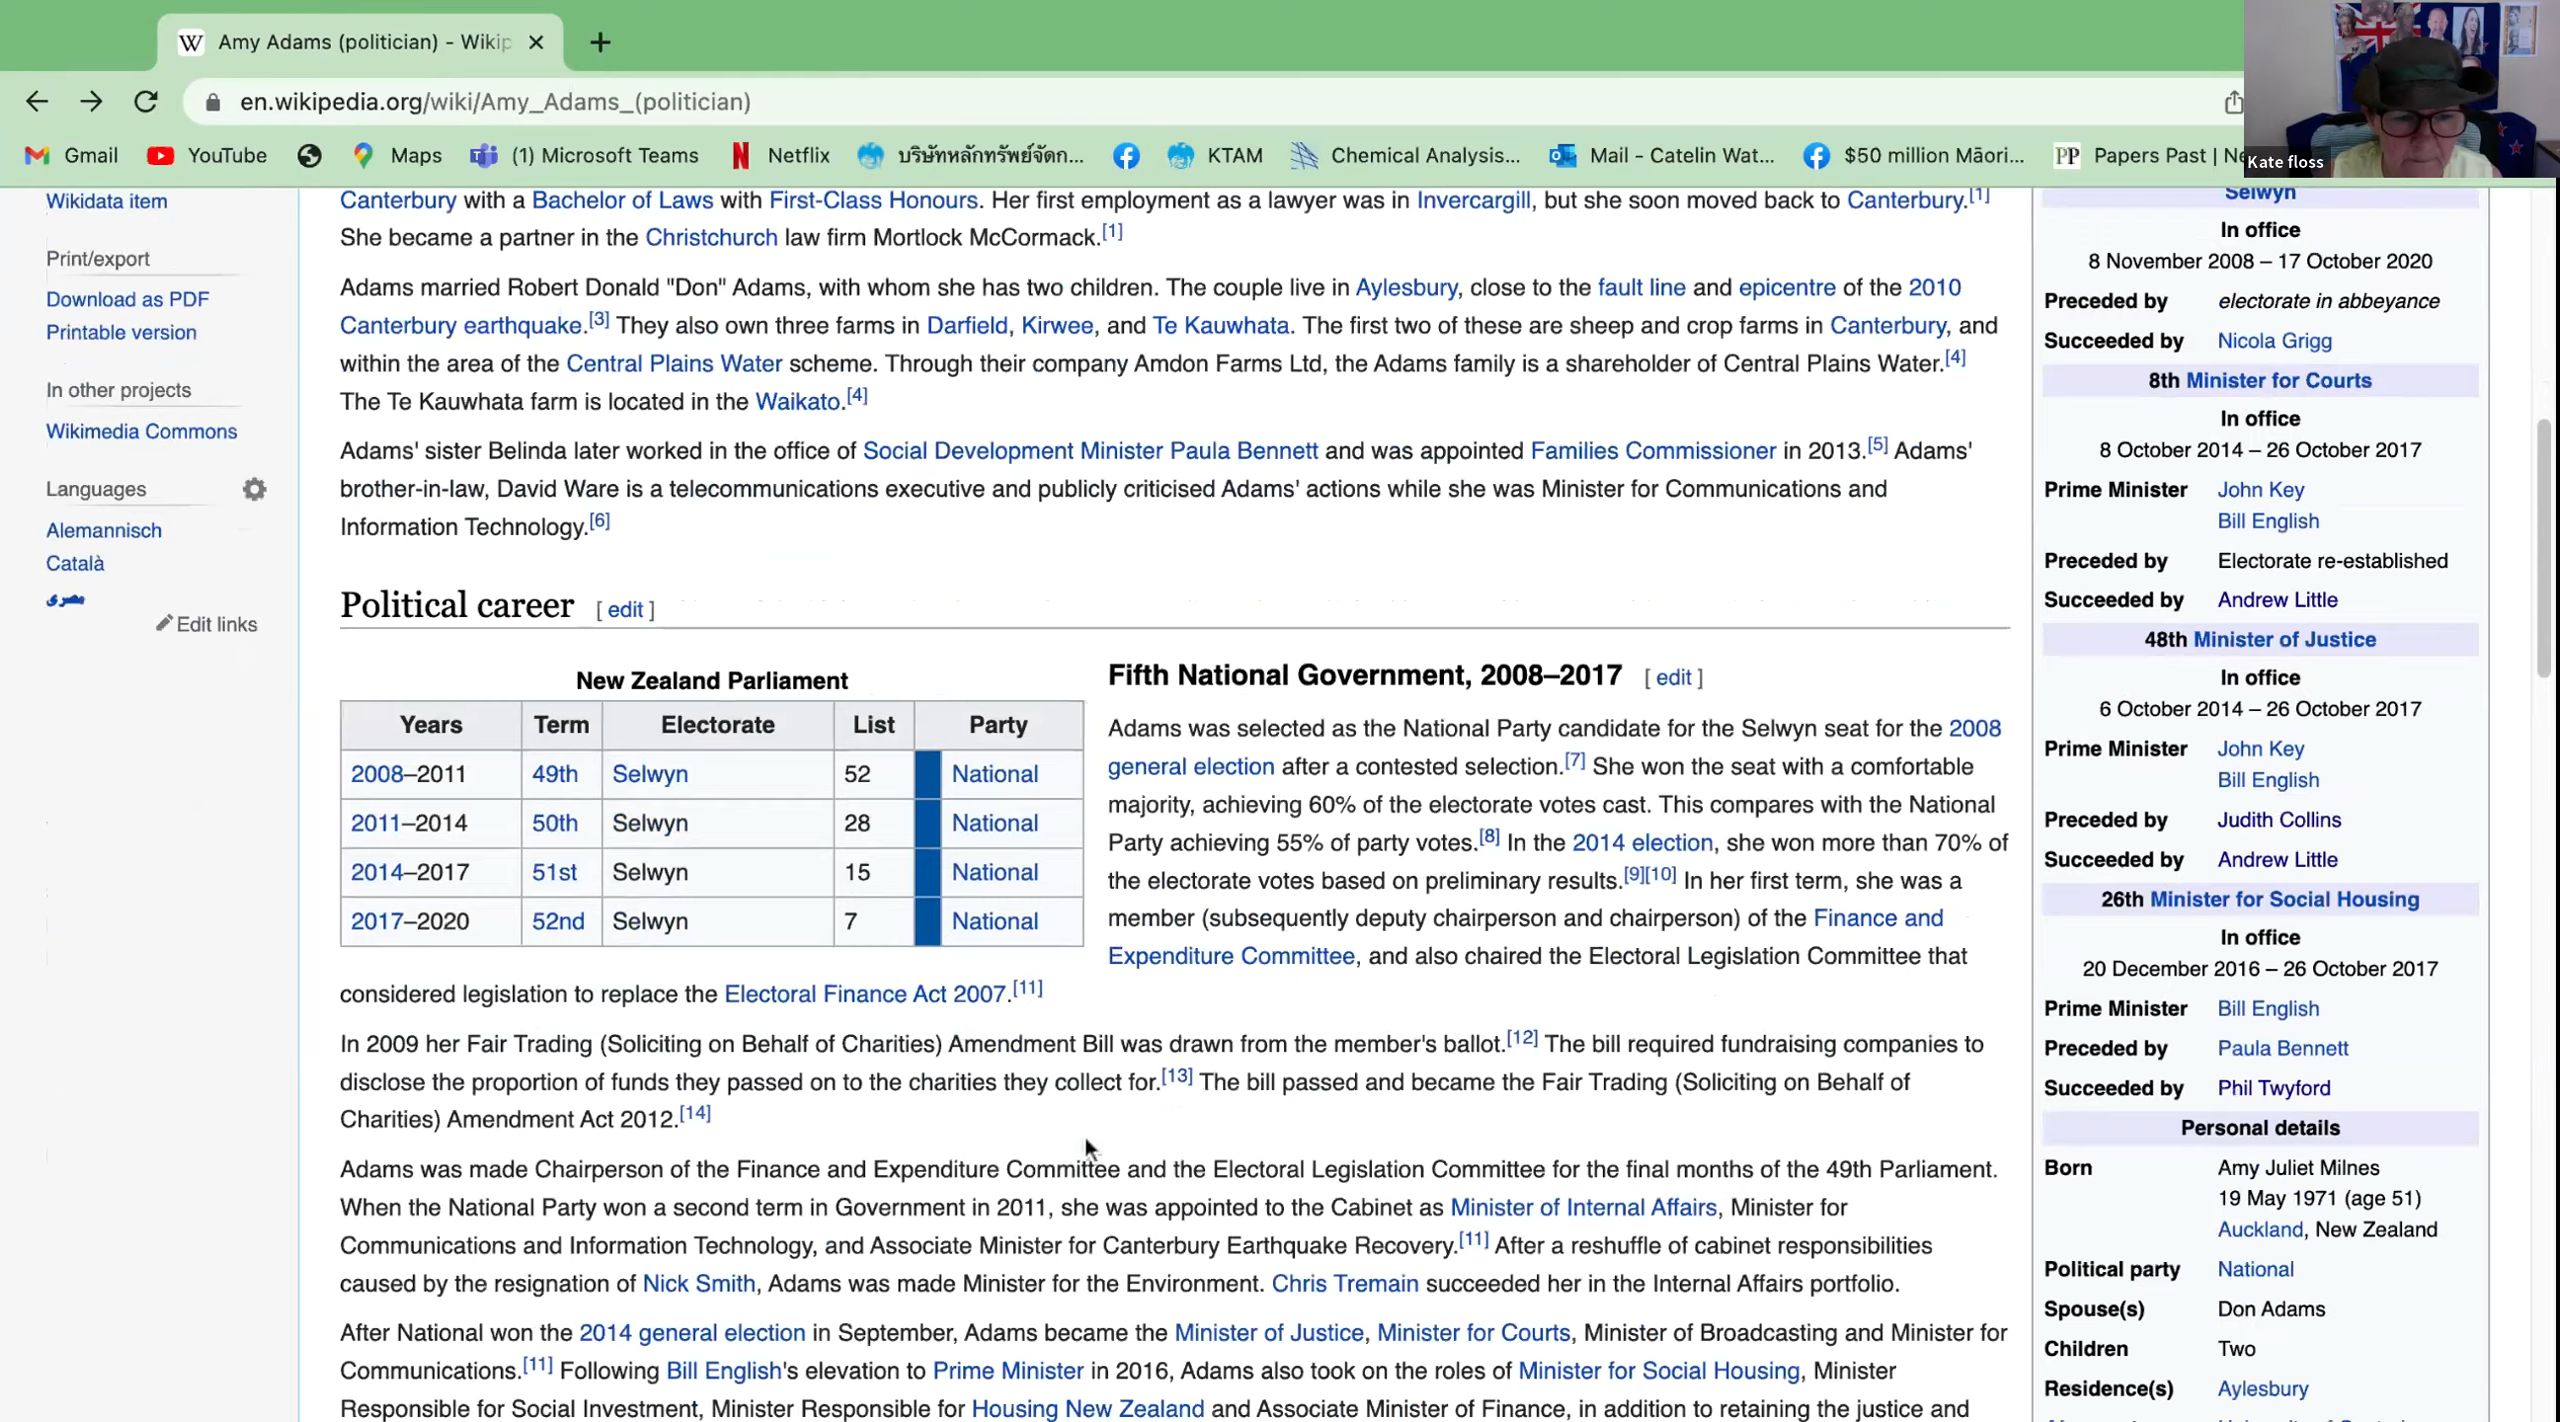 Amy Adams (politician) - Wikip
en.wikipedia.org/wiki/Amy_Adams_(politician)
Gmail YouTube Maps (1) Microsoft Teams Netflix บริษัทหลักทรัพย์จัดก... KTAM Chemical Analysis... Mail - Catelin Wat... $50 million Māori... Papers Past | Ne
Kate floss
Wikidata item
Print/export
Download as PDF
Printable version
In other projects
Wikimedia Commons
Languages
Alemannisch
Català
مصرى
Edit links
Canterbury with a Bachelor of Laws with First-Class Honours. Her first employment as a lawyer was in Invercargill, but she soon moved back to Canterbury.[1]
She became a partner in the Christchurch law firm Mortlock McCormack.[1]
Adams married Robert Donald "Don" Adams, with whom she has two children. The couple live in Aylesbury, close to the fault line and epicentre of the 2010
Canterbury earthquake.[3] They also own three farms in Darfield, Kirwee, and Te Kauwhata. The first two of these are sheep and crop farms in Canterbury, and
within the area of the Central Plains Water scheme. Through their company Amdon Farms Ltd, the Adams family is a shareholder of Central Plains Water.[4]
The Te Kauwhata farm is located in the Waikato.[4]
Adams' sister Belinda later worked in the office of Social Development Minister Paula Bennett and was appointed Families Commissioner in 2013.[5] Adams'
brother-in-law, David Ware is a telecommunications executive and publicly criticised Adams' actions while she was Minister for Communications and
Information Technology.[6]
Political career [ edit ]
New Zealand Parliament
Years Term Electorate List Party
2008–2011 49th Selwyn 52 National
2011–2014 50th Selwyn 28 National
2014–2017 51st Selwyn 15 National
2017–2020 52nd Selwyn 7 National
Fifth National Government, 2008–2017 [ edit ]
Adams was selected as the National Party candidate for the Selwyn seat for the 2008
general election after a contested selection.[7] She won the seat with a comfortable
majority, achieving 60% of the electorate votes cast. This compares with the National
Party achieving 55% of party votes.[8] In the 2014 election, she won more than 70% of
the electorate votes based on preliminary results.[9][10] In her first term, she was a
member (subsequently deputy chairperson and chairperson) of the Finance and
Expenditure Committee, and also chaired the Electoral Legislation Committee that
considered legislation to replace the Electoral Finance Act 2007.[11]
In 2009 her Fair Trading (Soliciting on Behalf of Charities) Amendment Bill was drawn from the member's ballot.[12] The bill required fundraising companies to
disclose the proportion of funds they passed on to the charities they collect for.[13] The bill passed and became the Fair Trading (Soliciting on Behalf of
Charities) Amendment Act 2012.[14]
Adams was made Chairperson of the Finance and Expenditure Committee and the Electoral Legislation Committee for the final months of the 49th Parliament.
When the National Party won a second term in Government in 2011, she was appointed to the Cabinet as Minister of Internal Affairs, Minister for
Communications and Information Technology, and Associate Minister for Canterbury Earthquake Recovery.[11] After a reshuffle of cabinet responsibilities
caused by the resignation of Nick Smith, Adams was made Minister for the Environment. Chris Tremain succeeded her in the Internal Affairs portfolio.
After National won the 2014 general election in September, Adams became the Minister of Justice, Minister for Courts, Minister of Broadcasting and Minister for
Communications.[11] Following Bill English's elevation to Prime Minister in 2016, Adams also took on the roles of Minister for Social Housing, Minister
Responsible for Social Investment, Minister Responsible for Housing New Zealand and Associate Minister of Finance, in addition to retaining the justice and
Selwyn
In office
8 November 2008 – 17 October 2020
Preceded by electorate in abeyance
Succeeded by Nicola Grigg
8th Minister for Courts
In office
8 October 2014 – 26 October 2017
Prime Minister John Key
Bill English
Preceded by Electorate re-established
Succeeded by Andrew Little
48th Minister of Justice
In office
6 October 2014 – 26 October 2017
Prime Minister John Key
Bill English
Preceded by Judith Collins
Succeeded by Andrew Little
26th Minister for Social Housing
In office
20 December 2016 – 26 October 2017
Prime Minister Bill English
Preceded by Paula Bennett
Succeeded by Phil Twyford
Personal details
Born Amy Juliet Milnes
19 May 1971 (age 51)
Auckland, New Zealand
Political party National
Spouse(s) Don Adams
Children Two
Residence(s) Aylesbury